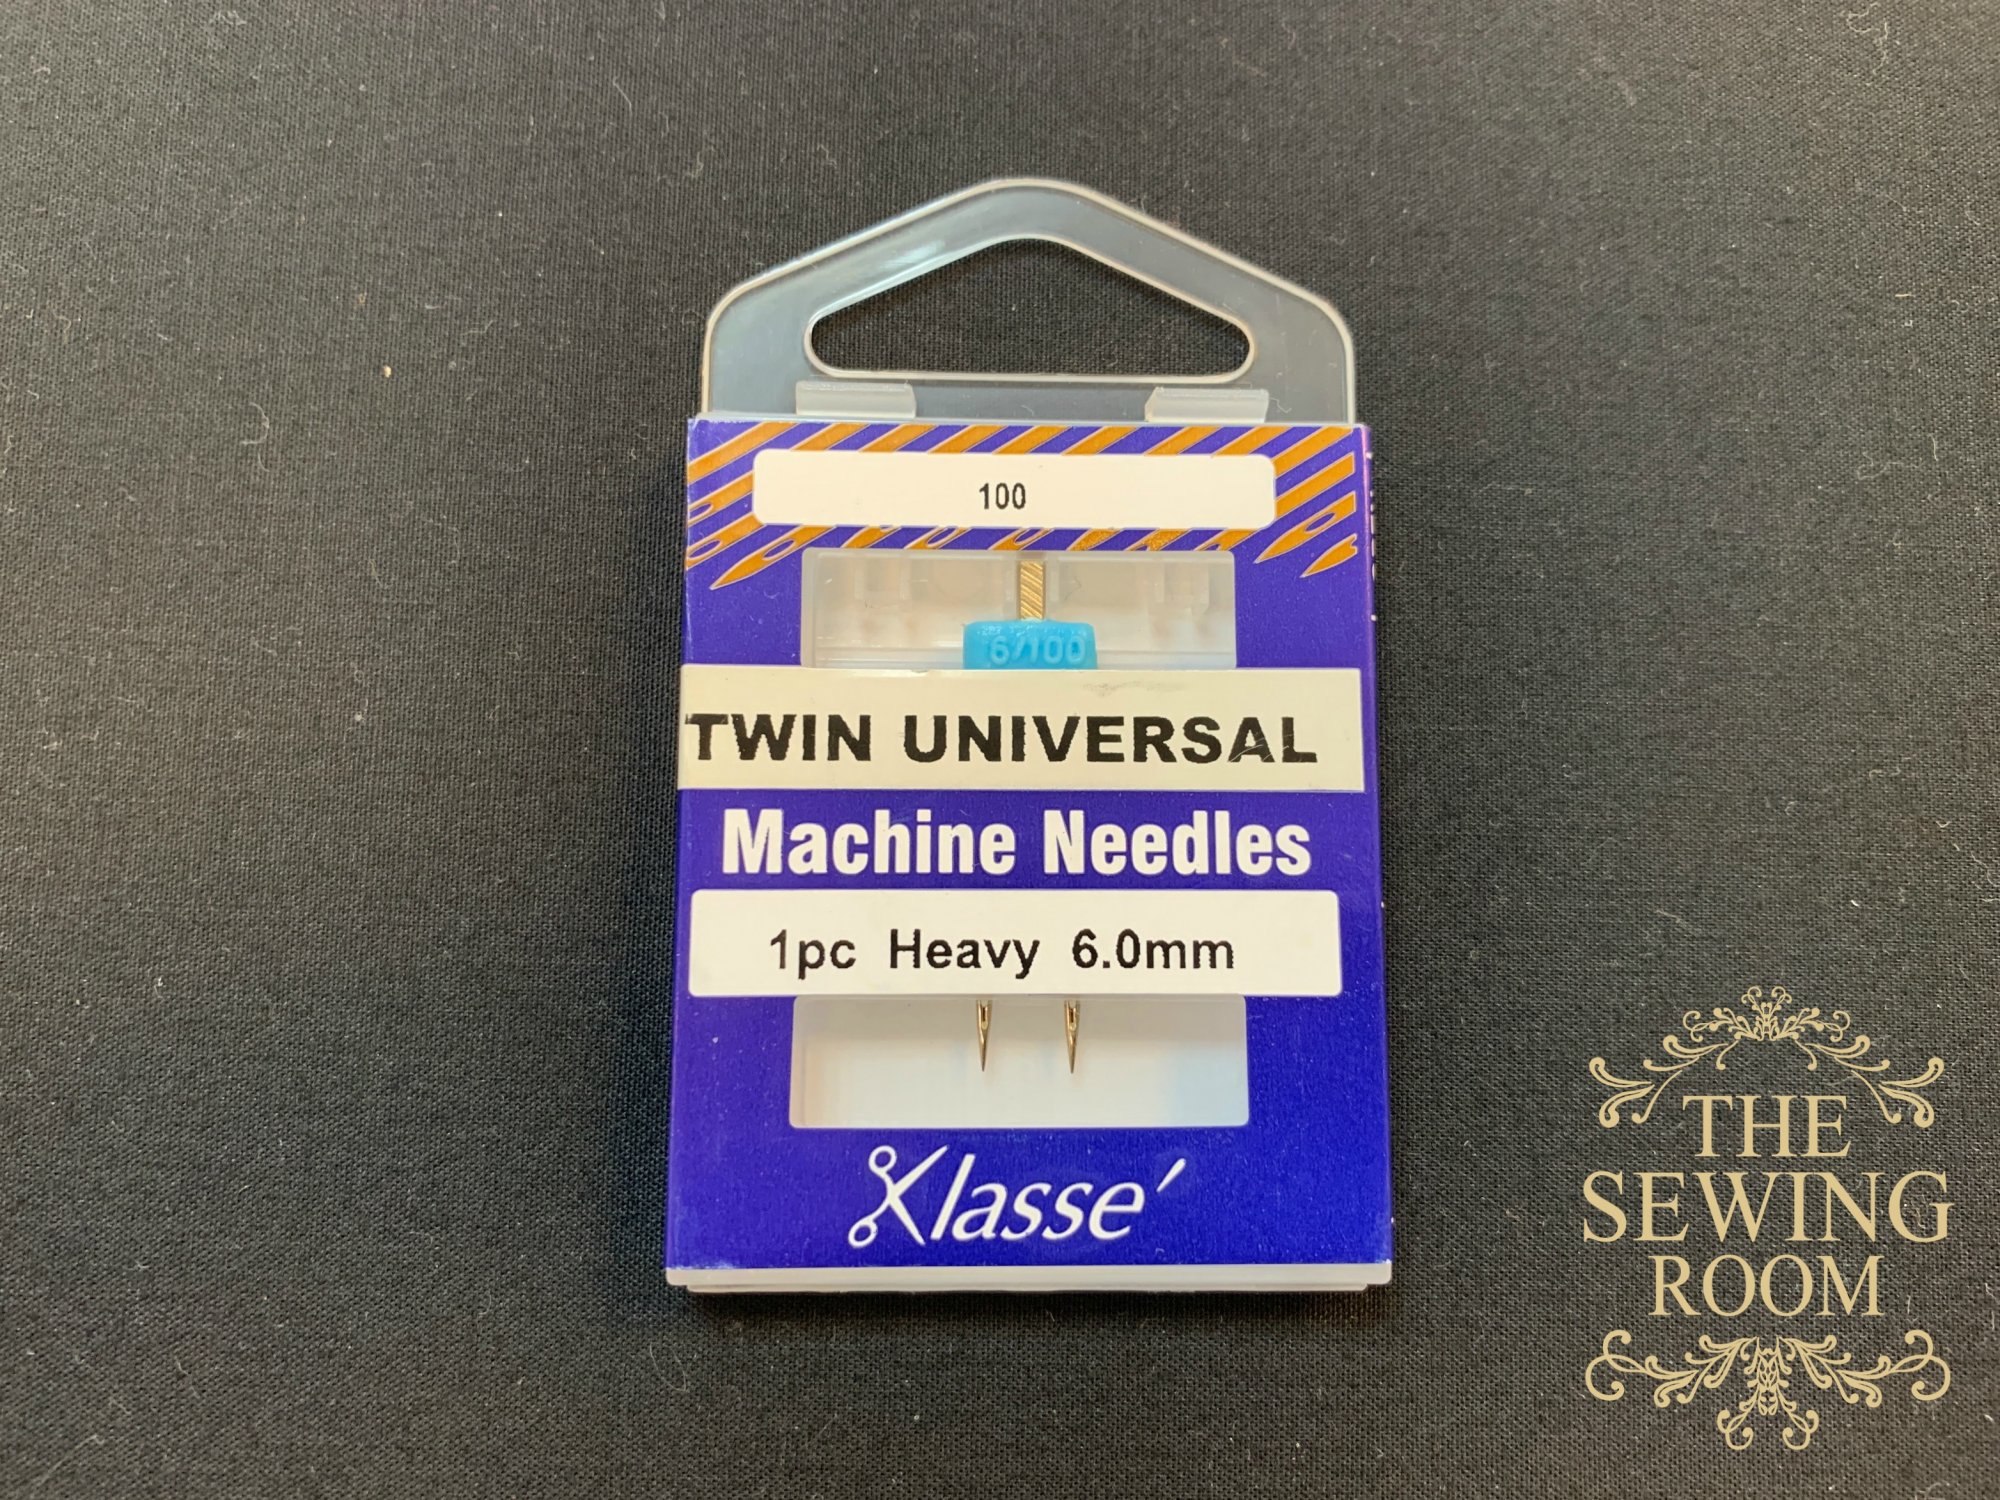 100
6/100
TWIN UNIVERSAL
Machine Needles
1pc Heavy 6.0mm
Klasse´
THE
SEWING
ROOM